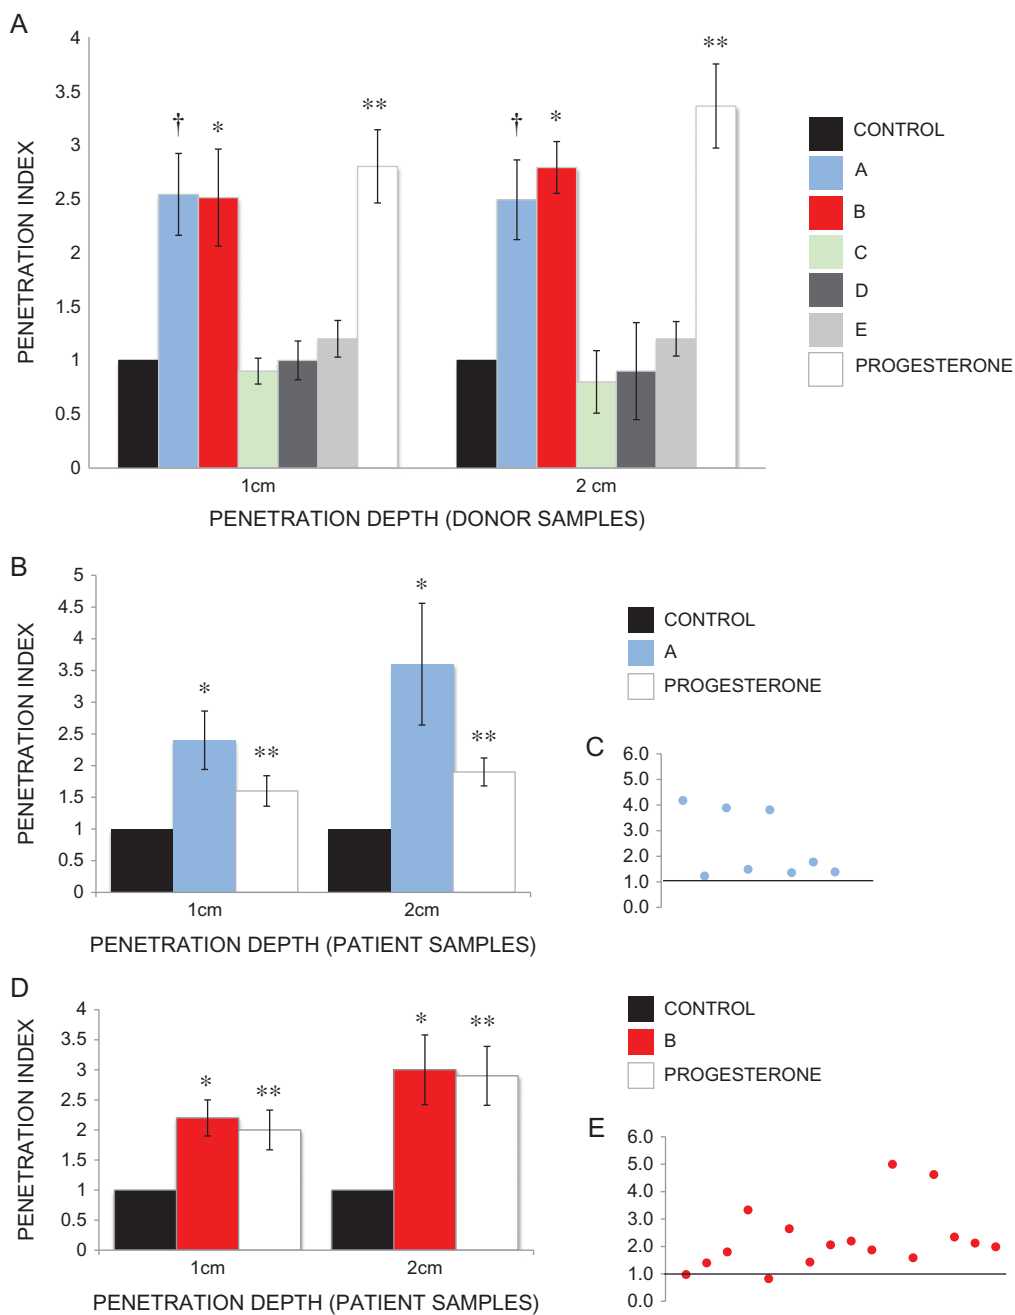 A
4
3.5
3
2.5
2
1.5
1
0.5
0
PENETRATION INDEX
†
*
**
†
*
**
1cm
2 cm
PENETRATION DEPTH (DONOR SAMPLES)
CONTROL
A
B
C
D
E
PROGESTERONE
B
5
4.5
4
3.5
3
2.5
2
1.5
1
0.5
0
PENETRATION INDEX
*
**
*
**
1cm
2cm
PENETRATION DEPTH (PATIENT SAMPLES)
CONTROL
A
PROGESTERONE
C
6.0
5.0
4.0
3.0
2.0
1.0
0.0
D
4
3.5
3
2.5
2
1.5
1
0.5
0
PENETRATION INDEX
*
**
*
**
1cm
2cm
PENETRATION DEPTH (PATIENT SAMPLES)
CONTROL
B
PROGESTERONE
E
6.0
5.0
4.0
3.0
2.0
1.0
0.0